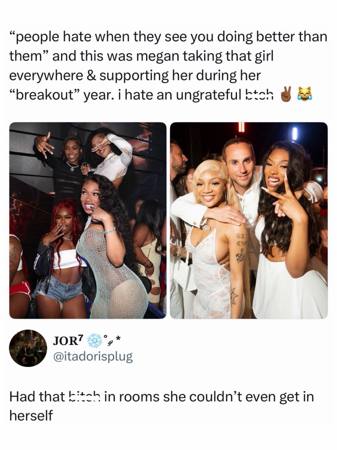 “people hate when they see you doing better than
them” and this was megan taking that girl
everywhere & supporting her during her
“breakout” year. i hate an ungrateful btch ✌🏾😹
JOR⁷ ❄️°𝅘𝅥𝅮*
@itadorisplug
Had that bitch in rooms she couldn’t even get in
herself